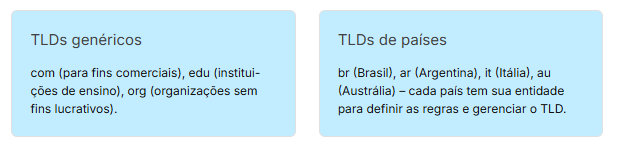 TLDs genéricos
com (para fins comerciais), edu (institui-
ções de ensino), org (organizações sem
fins lucrativos).
TLDs de países
br (Brasil), ar (Argentina), it (Itália), au
(Austrália) – cada país tem sua entidade
para definir as regras e gerenciar o TLD.